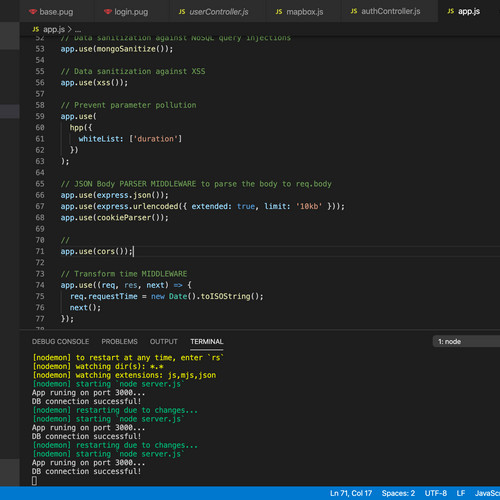 base.pug login.pug JS userController.js JS mapbox.js JS authController.js JS app.js
JS app.js > ...
52 // Data sanitization against NoSQL query injections
53 app.use(mongoSanitize());
54
55 // Data sanitization against XSS
56 app.use(xss());
57
58 // Prevent parameter pollution
59 app.use(
60 hpp({
61 whiteList: ['duration']
62 })
63 );
64
65 // JSON Body PARSER MIDDLEWARE to parse the body to req.body
66 app.use(express.json());
67 app.use(express.urlencoded({ extended: true, limit: '10kb' }));
68 app.use(cookieParser());
69
70 //
71 app.use(cors());
72
73 // Transform time MIDDLEWARE
74 app.use((req, res, next) => {
75 req.requestTime = new Date().toISOString();
76 next();
77 });
78
DEBUG CONSOLE PROBLEMS OUTPUT TERMINAL 1: node
[nodemon] to restart at any time, enter `rs`
[nodemon] watching dir(s): *.*
[nodemon] watching extensions: js,mjs,json
[nodemon] starting `node server.js`
App runing on port 3000...
DB connection successful!
[nodemon] restarting due to changes...
[nodemon] starting `node server.js`
App runing on port 3000...
DB connection successful!
[nodemon] restarting due to changes...
[nodemon] starting `node server.js`
App runing on port 3000...
DB connection successful!
Ln 71, Col 17 Spaces: 2 UTF-8 LF JavaScr